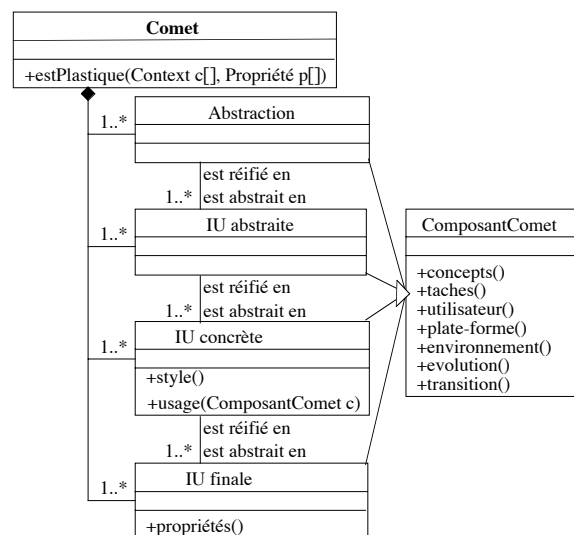 Comet
+estPlastique(Context c[], Propriété p[])
1..*
Abstraction
est réifié en
1..* est abstrait en
1..*
IU abstraite
est réifié en
1..* est abstrait en
1..*
IU concrète
+style()
+usage(ComposantComet c)
est réifié en
1..* est abstrait en
1..*
IU finale
+propriétés()
ComposantComet
+concepts()
+taches()
+utilisateur()
+plate-forme()
+environnement()
+evolution()
+transition()